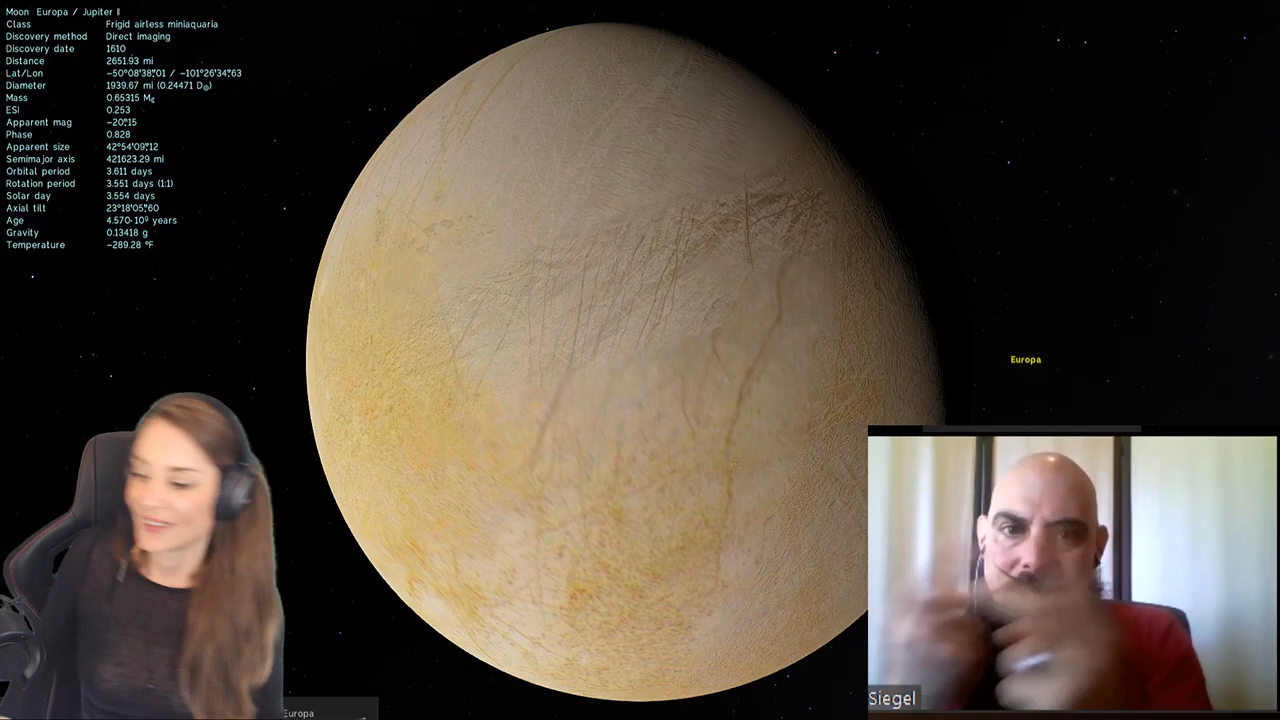 Moon Europa / Jupiter II
Class Frigid airless miniaquaria
Discovery method Direct imaging
Discovery date 1610
Distance 2651.93 mi
Lat/Lon −50°08'38."01 / −101°26'34."63
Diameter 1939.67 mi (0.24471 D⊕)
Mass 0.65315 M☾
ESI 0.253
Apparent mag −20.ᵐ15
Phase 0.828
Apparent size 42°54'09."12
Semimajor axis 421623.29 mi
Orbital period 3.611 days
Rotation period 3.551 days (1:1)
Solar day 3.554 days
Axial tilt 23°18'05."60
Age 4.570·10⁹ years
Gravity 0.13418 g
Temperature −289.28 °F
Europa
Siegel
Europa